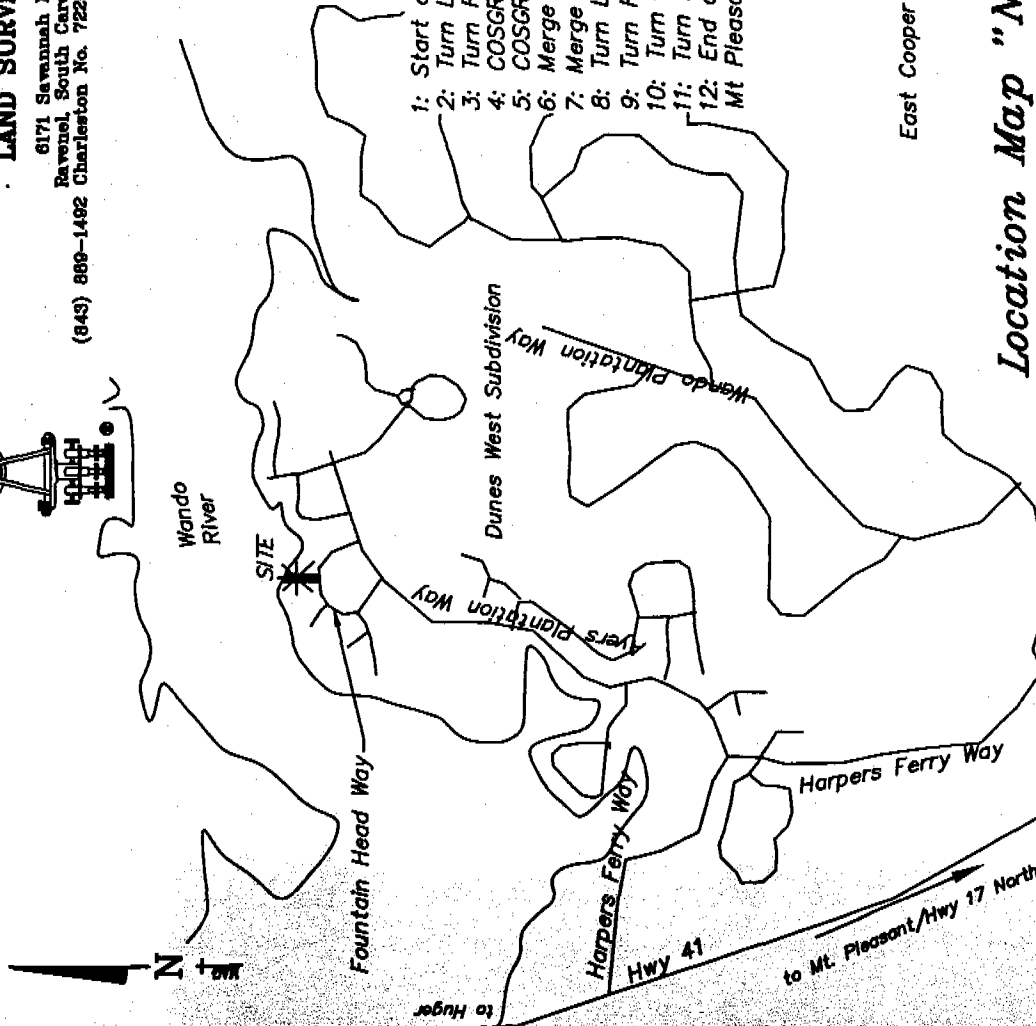 LAND SURV
6171 Savannah
Ravenel, South Car
(843) 889-1492 Charleston No. 722
Wando
River
SITE
Fountain Head Way
Dunes West Subdivision
Wando Plantation Way
Ayers Plantation Way
Harpers Ferry Way
Harpers Ferry Way
Hwy 41
to Huger
to Mt. Pleasant/Hwy 17 North
N
1: Start
2: Turn L
3: Turn
4: COSGR
5: COSGR
6: Merge
7: Merge
8: Turn L
9: Turn
10: Turn
11: Turn
12: End
Mt Pleas
East Cooper
Location Map "N